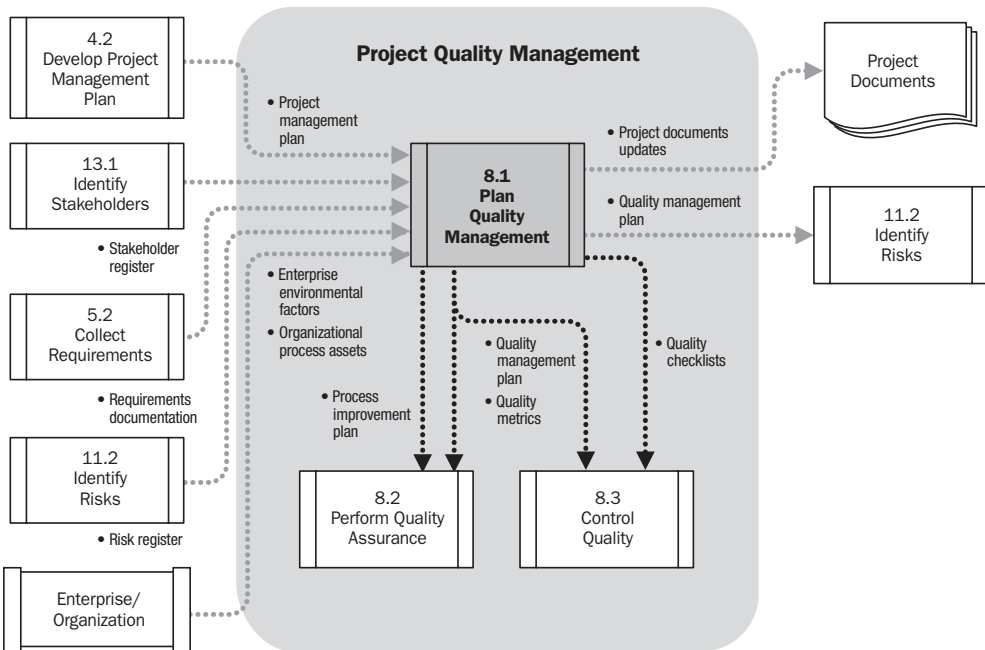 Project Quality Management
4.2
Develop Project
Management
Plan
• Project
management
plan
13.1
Identify
Stakeholders
• Stakeholder
register
5.2
Collect
Requirements
• Requirements
documentation
11.2
Identify
Risks
• Risk register
Enterprise/
Organization
• Enterprise
environmental
factors
• Organizational
process assets
8.1
Plan
Quality
Management
• Project documents
updates
Project
Documents
• Quality management
plan
11.2
Identify
Risks
• Process
improvement
plan
• Quality
management
plan
• Quality
metrics
• Quality
checklists
8.2
Perform Quality
Assurance
8.3
Control
Quality